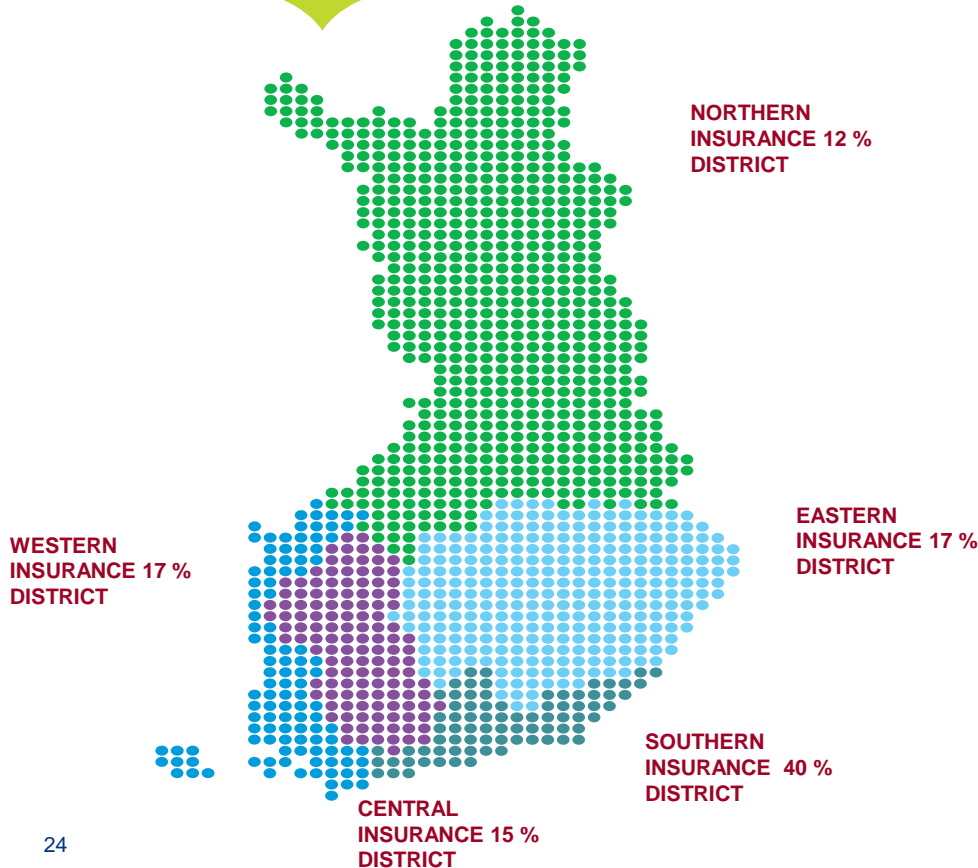 NORTHERN
INSURANCE 12 %
DISTRICT
EASTERN
INSURANCE 17 %
DISTRICT
WESTERN
INSURANCE 17 %
DISTRICT
SOUTHERN
INSURANCE 40 %
DISTRICT
CENTRAL
INSURANCE 15 %
DISTRICT
24